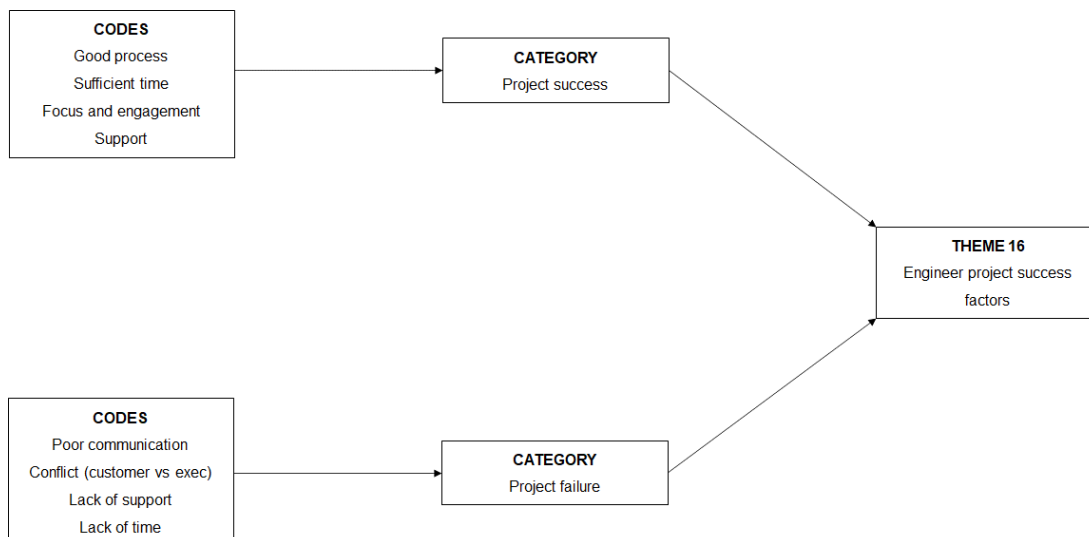 CODES
Good process
Sufficient time
Focus and engagement
Support
CATEGORY
Project success
THEME 16
Engineer project success
factors
CODES
Poor communication
Conflict (customer vs exec)
Lack of support
Lack of time
CATEGORY
Project failure